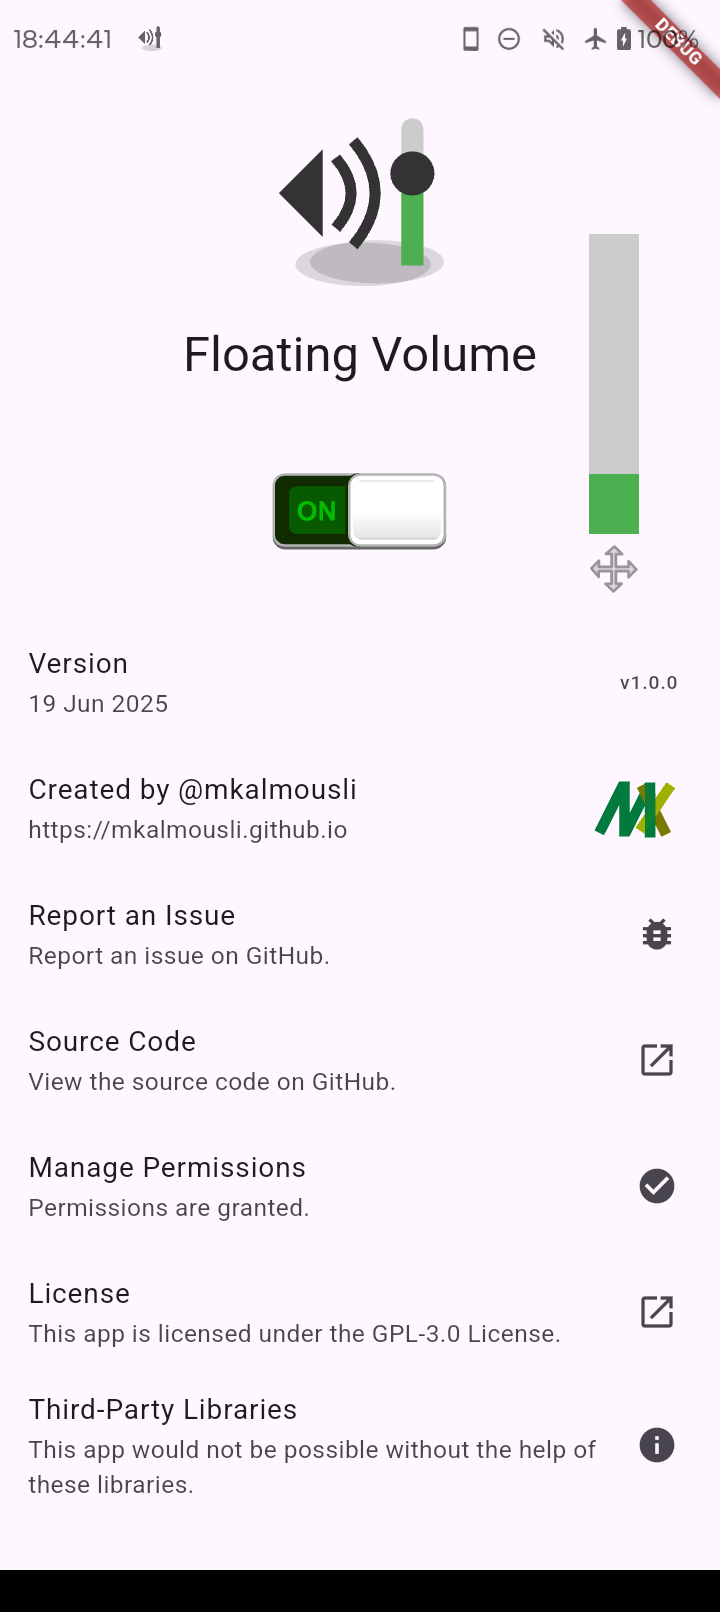 18:44:41
100%
DEBUG
Floating Volume
ON
Version
19 Jun 2025
v1.0.0
Created by @mkalmousli
https://mkalmousli.github.io
Report an Issue
Report an issue on GitHub.
Source Code
View the source code on GitHub.
Manage Permissions
Permissions are granted.
License
This app is licensed under the GPL-3.0 License.
Third-Party Libraries
This app would not be possible without the help of
these libraries.